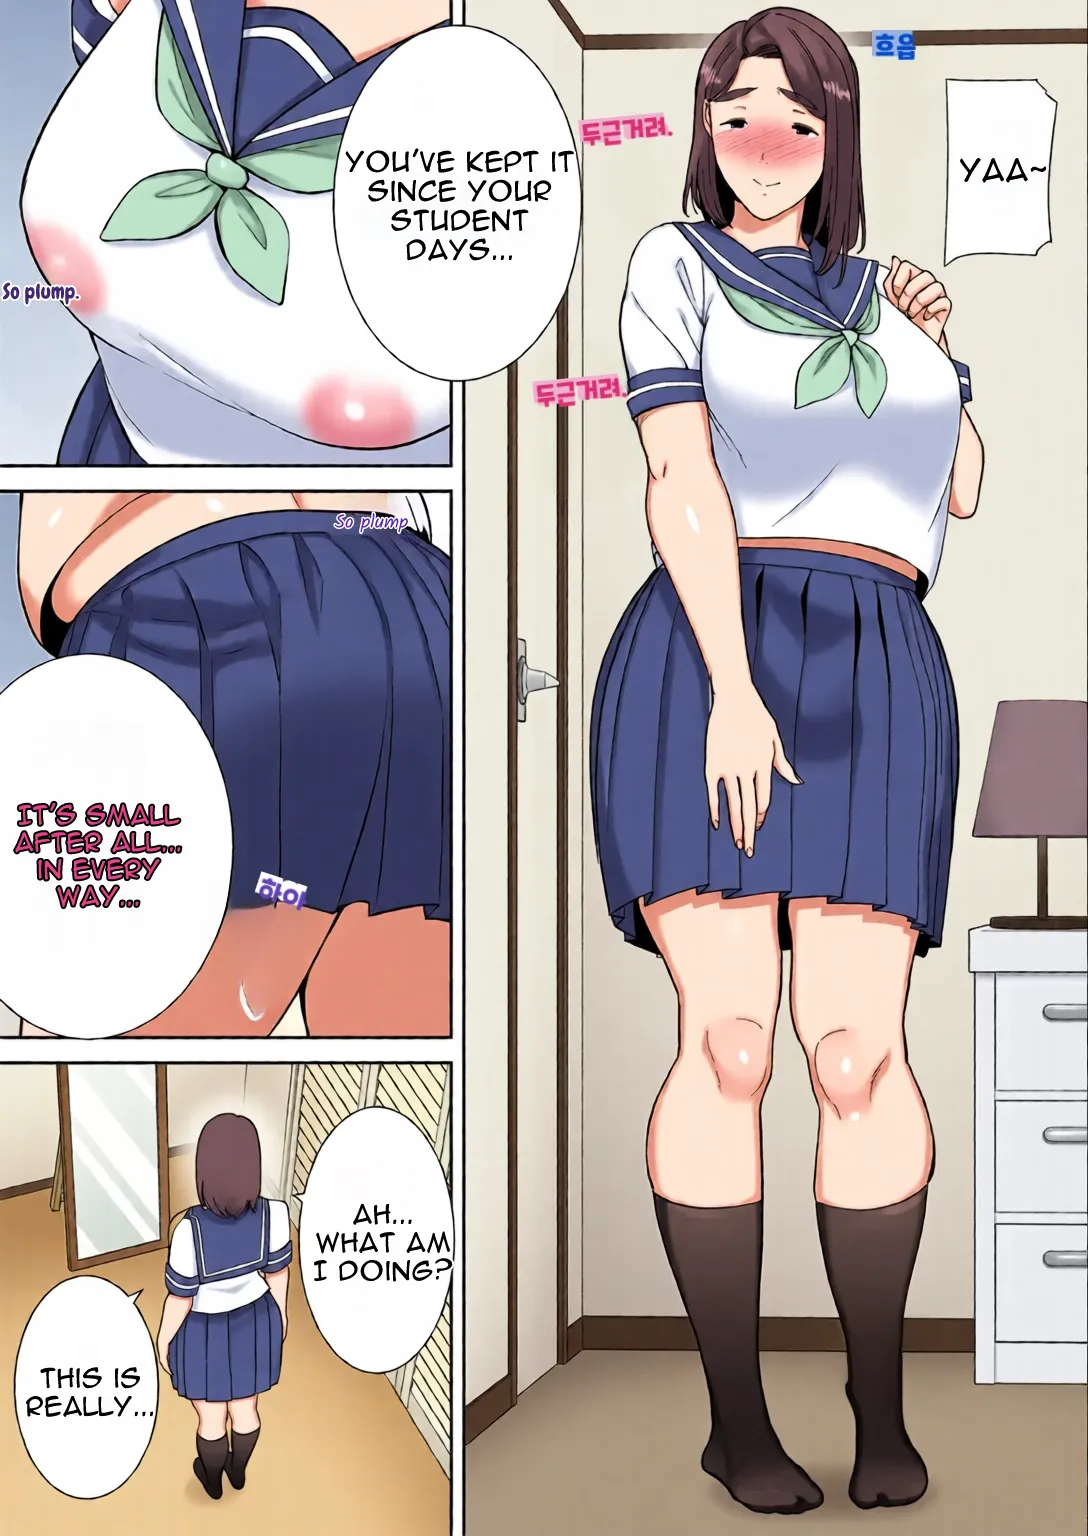 흐읍
두근거려.
YAA~
두근거려.
YOU'VE KEPT IT
SINCE YOUR
STUDENT
DAYS...
So plump.
So plump
IT'S SMALL
AFTER ALL...
IN EVERY
WAY...
하아
AH...
WHAT AM
I DOING?
THIS IS
REALLY...